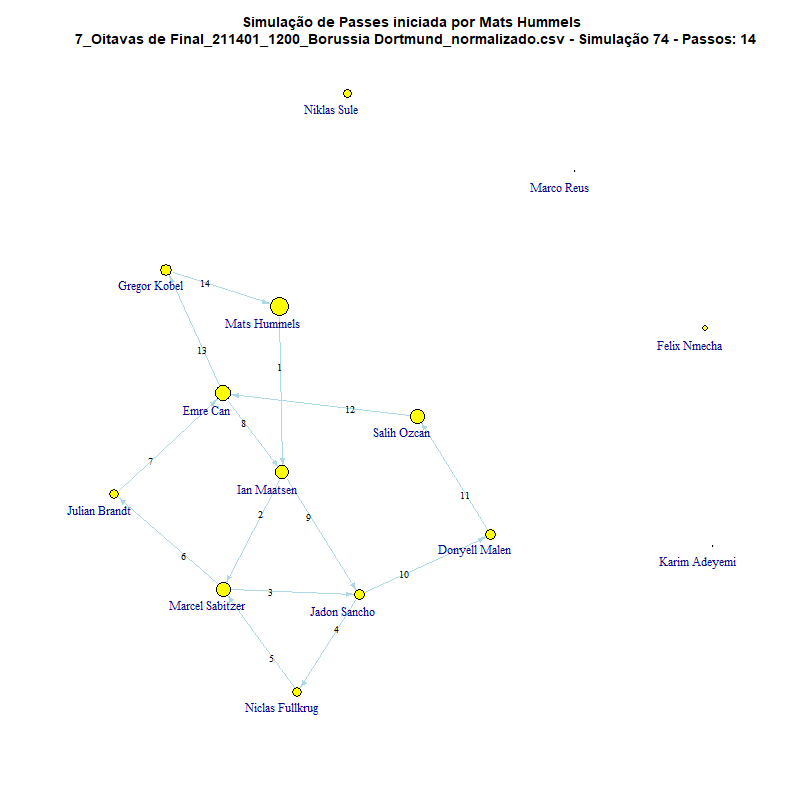 Simulação de Passes iniciada por Mats Hummels
7_Oitavas de Final_211401_1200_Borussia Dortmund_normalizado.csv - Simulação 74 - Passos: 14
Niklas Sule
Marco Reus
Gregor Kobel
14
Mats Hummels
Felix Nmecha
13
1
Emre Can
12
8
Salih Ozcan
7
Ian Maatsen
11
Julian Brandt
2
9
Donyell Malen
6
Karim Adeyemi
10
3
Marcel Sabitzer
Jadon Sancho
4
5
Niclas Fullkrug